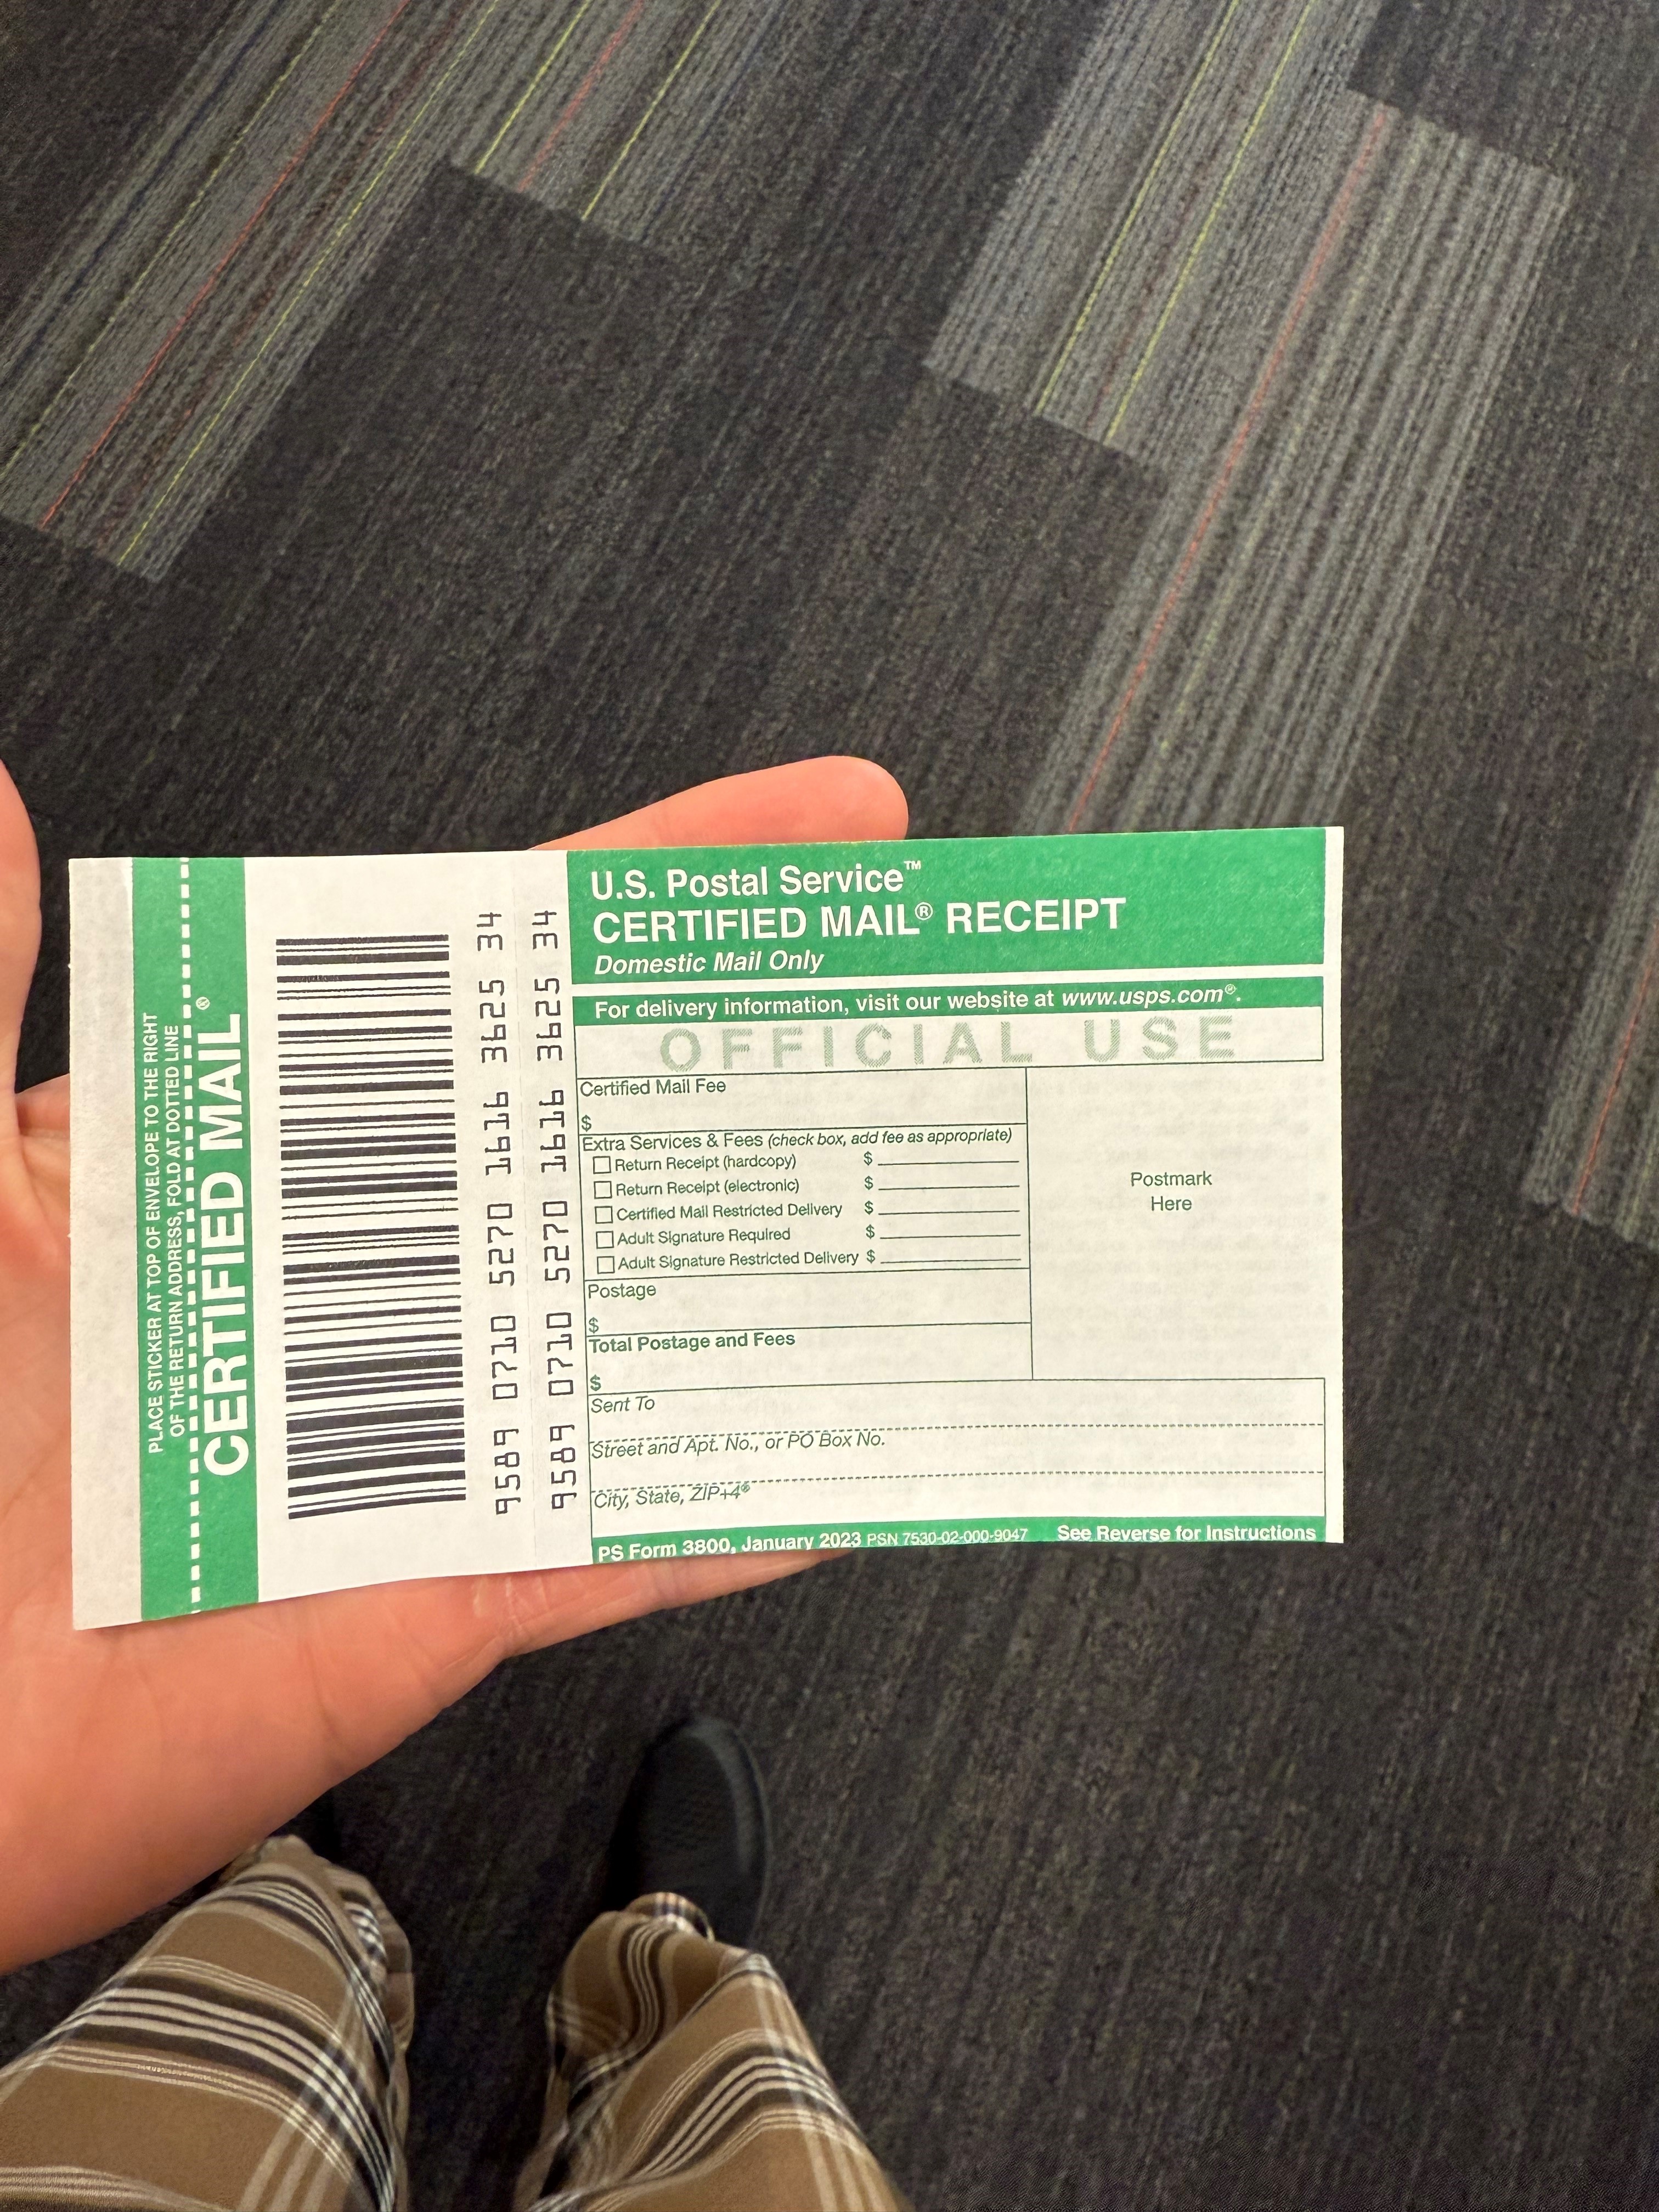 PLACE STICKER AT TOP OF ENVELOPE TO THE RIGHT
OF THE RETURN ADDRESS, FOLD AT DOTTED LINE
CERTIFIED MAIL®
9589 0710 5270 1616 3625 34
9589 0710 5270 1616 3625 34
U.S. Postal Service™
CERTIFIED MAIL® RECEIPT
Domestic Mail Only
For delivery information, visit our website at www.usps.com®.
OFFICIAL USE
Certified Mail Fee
$
Extra Services & Fees (check box, add fee as appropriate)
Return Receipt (hardcopy) $
Return Receipt (electronic) $
Certified Mail Restricted Delivery $
Adult Signature Required $
Adult Signature Restricted Delivery $
Postage
$
Total Postage and Fees
$
Postmark
Here
Sent To
Street and Apt. No., or PO Box No.
City, State, ZIP+4®
PS Form 3800, January 2023 PSN 7530-02-000-9047 See Reverse for Instructions